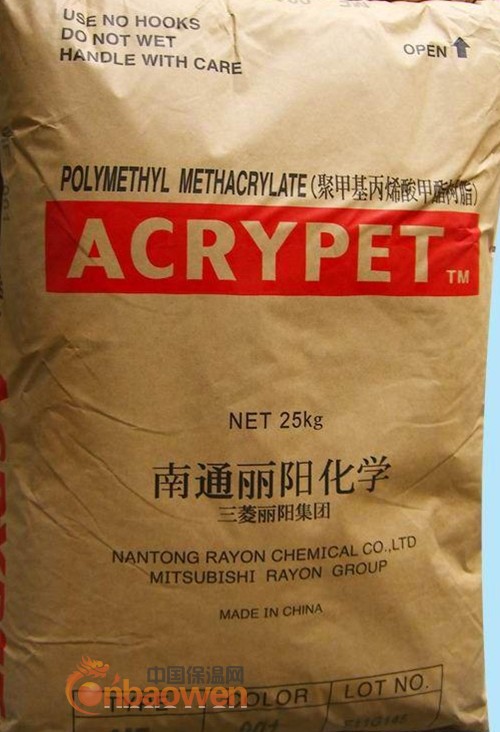 USE NO HOOKS
DO NOT WET
HANDLE WITH CARE
OPEN
POLYMETHYL METHACRYLATE (聚甲基丙烯酸甲酯树脂)
ACRYPET TM
NET 25kg
南通丽阳化学
三菱丽阳集团
NANTONG RAYON CHEMICAL CO.,LTD
MITSUBISHI RAYON GROUP
MADE IN CHINA
中国保温网
cnbaowen
TYPE COLOR LOT NO.
001